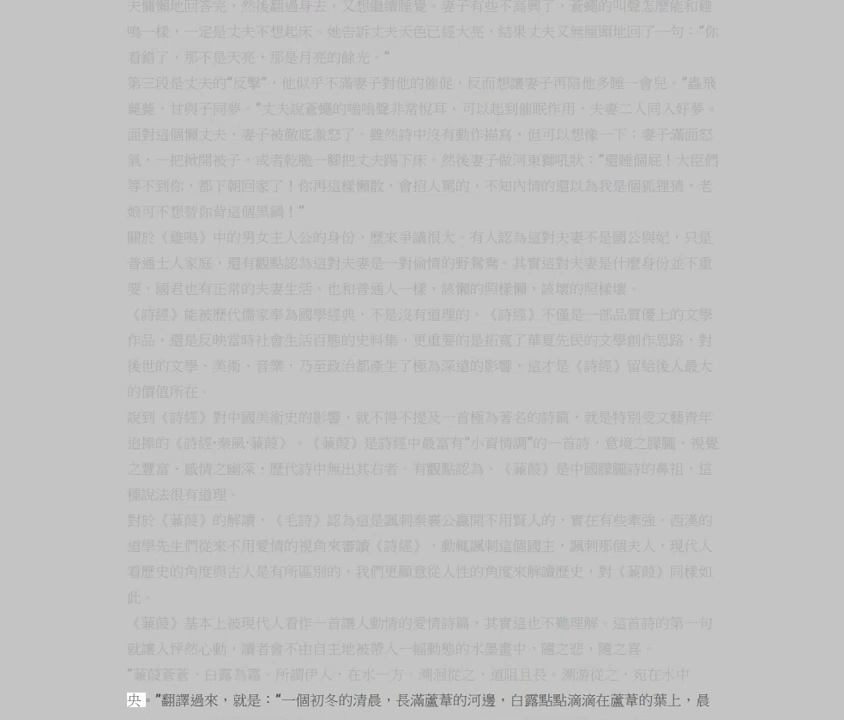 夫慵懶地回答完，然後翻過身去，又想繼續睡覺。妻子有些不高興了，蒼蠅的叫聲怎麼能和雞
鳴一樣，一定是丈夫不想起床。她告訴丈夫天色已經大亮，結果丈夫又無厘頭地回了一句："你
看錯了，那不是天亮，那是月亮的餘光。"
第三段是丈夫的"反擊"，他似乎不滿妻子對他的催促，反而想讓妻子再陪他多睡一會兒。"蟲飛
薨薨，甘與子同夢。"丈夫說蒼蠅的嗡嗡聲非常悅耳，可以起到催眠作用，夫妻二人同入好夢。
面對這個懶丈夫，妻子被徹底激怒了。雖然詩中沒有動作描寫，但可以想像一下：妻子滿面怒
氣，一把掀開被子，或者乾脆一腳把丈夫踢下床，然後妻子做河東獅吼狀："還睡個屁！大臣們
等不到你，都下朝回家了！你再這樣懶散，會招人罵的，不知內情的還以為我是個狐狸精，老
娘可不想替你背這個黑鍋！"
關於《雞鳴》中的男女主人公的身份，歷來爭議很大。有人認為這對夫妻不是國公與妃，只是
普通士人家庭，還有觀點認為這對夫妻是一對偷情的野鴛鴦。其實這對夫妻是什麼身份並不重
要，國君也有正常的夫妻生活，也和普通人一樣，該懶的照樣懶，該壞的照樣壞。
《詩經》能被歷代儒家奉為國學經典，不是沒有道理的。《詩經》不僅是一部品質優上的文學
作品，還是反映當時社會生活百態的史料集，更重要的是拓寬了華夏先民的文學創作思路，對
後世的文學、美術、音樂，乃至政治都產生了極為深遠的影響，這才是《詩經》留給後人最大
的價值所在。
說到《詩經》對中國美術史的影響，就不得不提及一首極為著名的詩篇，就是特別受文藝青年
追捧的《詩經·秦風·蒹葭》。《蒹葭》是詩經中最富有"小資情調"的一首詩，意境之朦朧，視覺
之豐富，感情之幽深，歷代詩中無出其右者。有觀點認為，《蒹葭》是中國朦朧詩的鼻祖，這
種說法很有道理。
對於《蒹葭》的解讀，《毛詩》認為這是諷刺秦襄公嬴開不用賢人的，實在有些牽強。西漢的
道學先生們從來不用愛情的視角來審讀《詩經》，動輒諷刺這個國主，諷刺那個夫人。現代人
看歷史的角度與古人是有所區別的，我們更願意從人性的角度來解讀歷史，對《蒹葭》同樣如
此。
《蒹葭》基本上被現代人看作一首讓人動情的愛情詩篇，其實這也不難理解。這首詩的第一句
就讓人怦然心動，讀者會不由自主地被帶入一幅動態的水墨畫中，隨之悲，隨之喜。
"蒹葭蒼蒼，白露為霜。所謂伊人，在水一方。溯洄從之，道阻且長。溯游從之，宛在水中
央。"翻譯過來，就是："一個初冬的清晨，長滿蘆葦的河邊，白露點點滴滴在蘆葦的葉上，晨